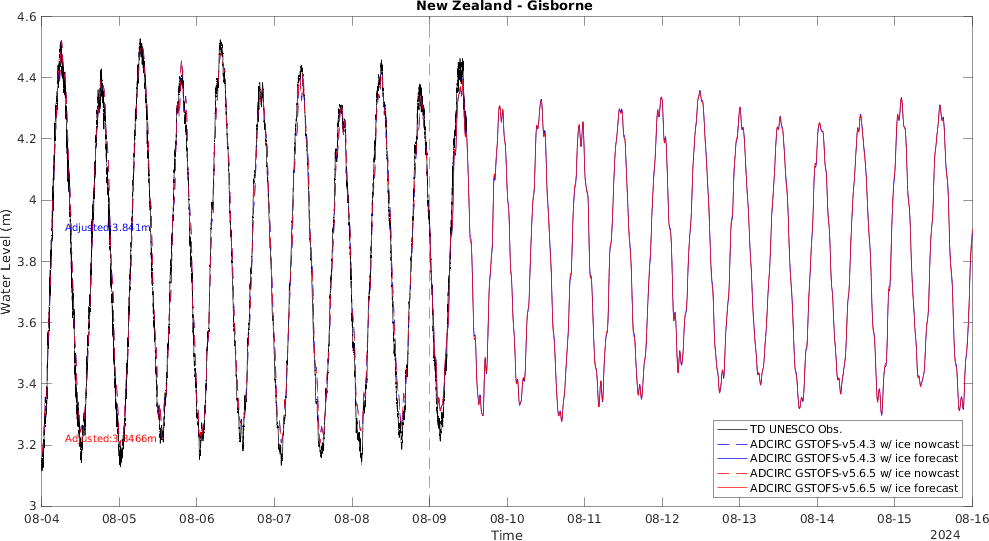 New Zealand - Gisborne
4.6
4.4
4.2
4
3.8
3.6
3.4
3.2
3
Water Level (m)
Adjusted:3.841m
Adjusted:3.8466m
TD UNESCO Obs.
ADCIRC GSTOFS-v5.4.3 w/ ice nowcast
ADCIRC GSTOFS-v5.4.3 w/ ice forecast
ADCIRC GSTOFS-v5.6.5 w/ ice nowcast
ADCIRC GSTOFS-v5.6.5 w/ ice forecast
08-04 08-05 08-06 08-07 08-08 08-09 08-10 08-11 08-12 08-13 08-14 08-15 08-16
Time
2024